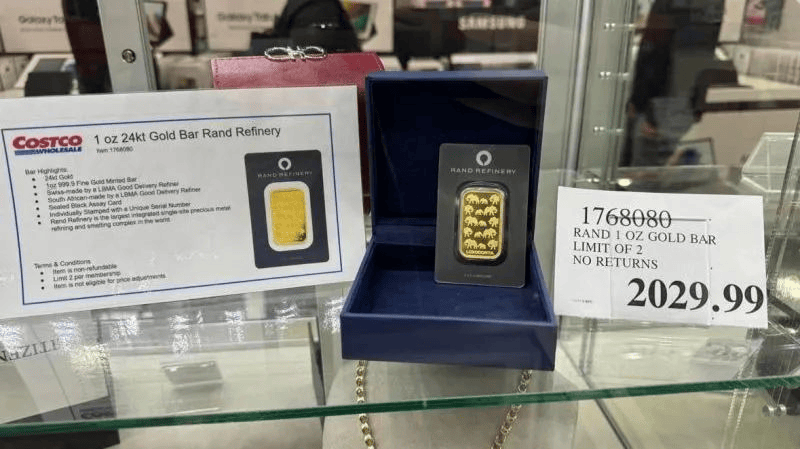 Galaxy Tab
SAMSUNG
COSTCO
WHOLESALE
1 oz 24kt Gold Bar Rand Refinery
Item 1768080
Bar Highlights:
24kt Gold
1oz 999.9 Fine Gold Minted Bar
Swiss-made by a LBMA Good Delivery Refiner
South African-made by a LBMA Good Delivery Refiner
Sealed Black Assay Card
Individually Stamped with a Unique Serial Number
Rand Refinery is the largest integrated single-site precious metal
refining and smelting complex in the world
Terms & Conditions
Item is non-refundable
Limit 2 per membership
Item is not eligible for price adjustments.
RAND REFINERY
RAND REFINERY
LOXODONTA
1768080
RAND 1 OZ GOLD BAR
LIMIT OF 2
NO RETURNS
2029.99